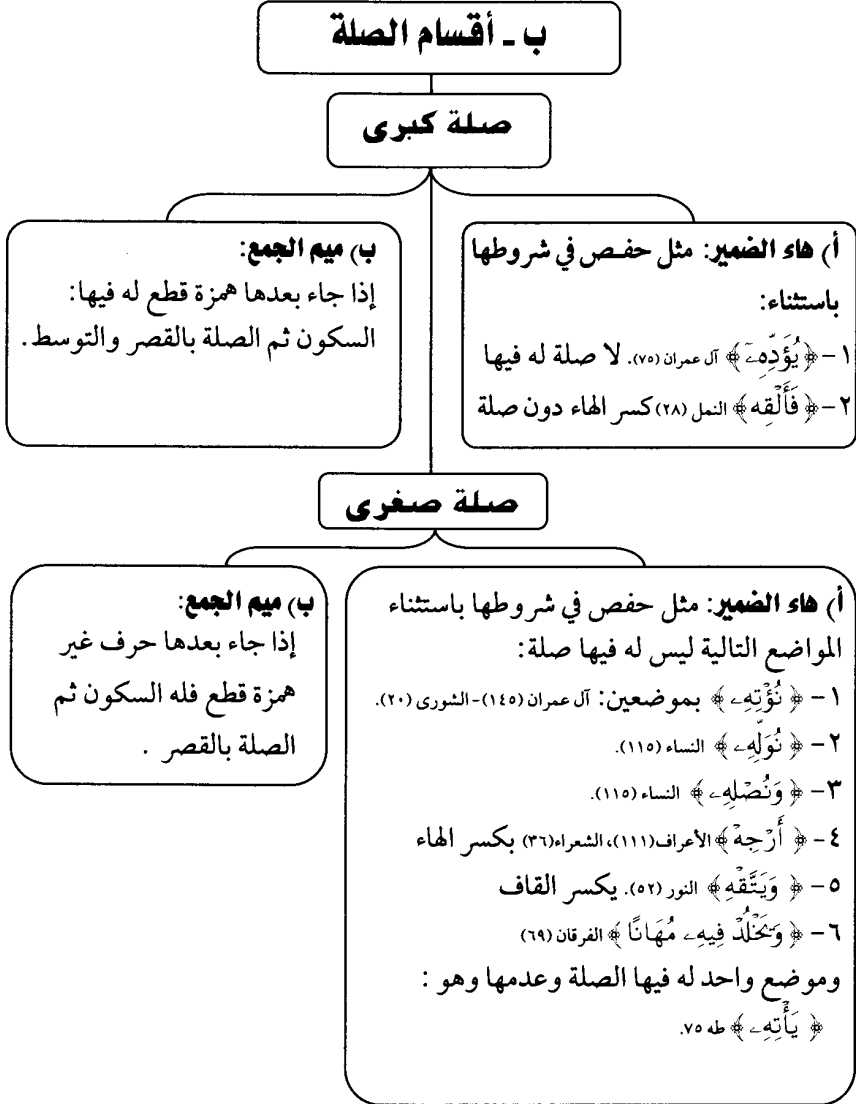 ب ـ أقسام الصلة
صلة كبرى
أ) هاء الضمير: مثل حفص في شروطها
باستثناء:
١- ﴿يُؤَدِّهِۦٓ﴾ آل عمران (٧٥). لا صلة له فيها
٢- ﴿فَأَلْقِه﴾ النمل (٢٨) كسر الهاء دون صلة
ب) ميم الجمع:
إذا جاء بعدها همزة قطع له فيها:
السكون ثم الصلة بالقصر والتوسط.
صلة صغرى
أ) هاء الضمير: مثل حفص في شروطها باستثناء
المواضع التالية ليس له فيها صلة:
١- ﴿نُؤْتِهِۦ﴾ بموضعين: آل عمران (١٤٥)-الشورى (٢٠).
٢- ﴿نُوَلِّهِۦ﴾ النساء (١١٥).
٣- ﴿وَنُصْلِهِۦ﴾ النساء (١١٥).
٤- ﴿أَرْجِهْ﴾ الأعراف(١١١)، الشعراء(٣٦) بكسر الهاء
٥- ﴿وَيَتَّقْهِ﴾ النور (٥٢). يكسر القاف
٦- ﴿وَيَخْلُدْ فِيهِۦ مُهَانًا﴾ الفرقان (٦٩)
وموضع واحد له فيها الصلة وعدمها وهو :
﴿يَأْتِهِۦ﴾ طه ٧٥.
ب) ميم الجمع:
إذا جاء بعدها حرف غير
همزة قطع فله السكون ثم
الصلة بالقصر .